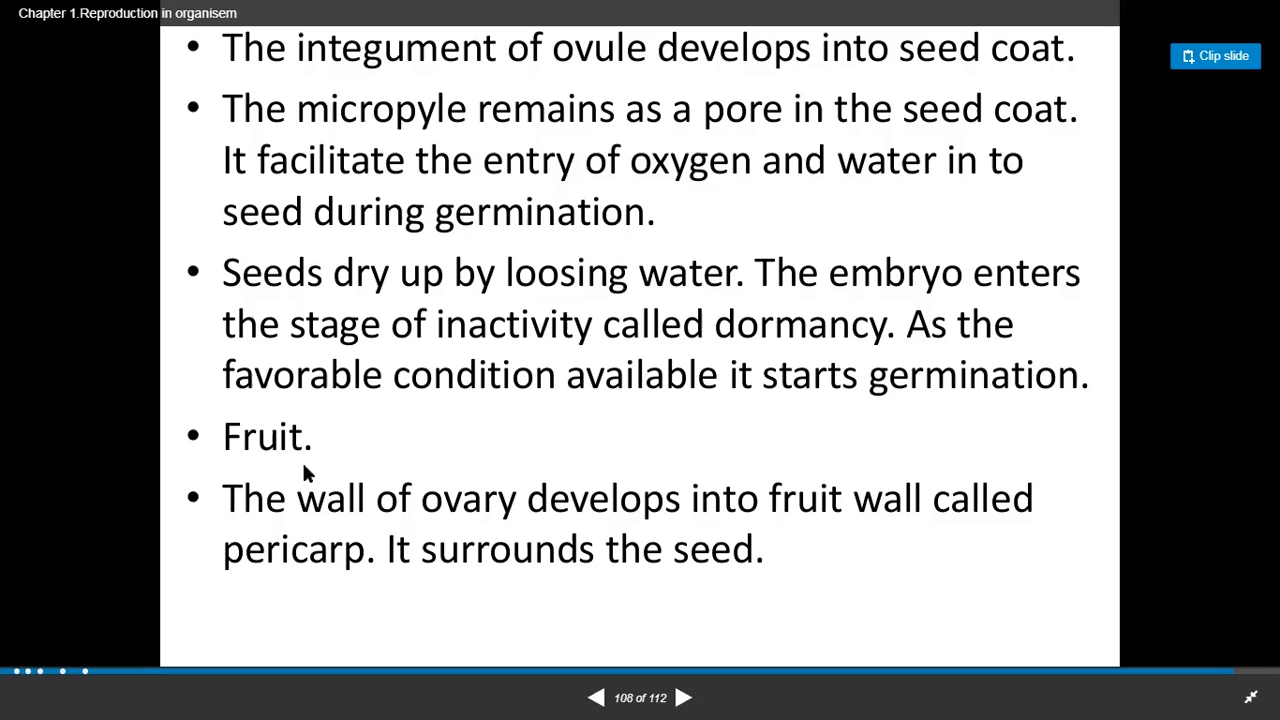 Chapter 1.Reproduction in organisem
Clip slide
• The integument of ovule develops into seed coat.
• The micropyle remains as a pore in the seed coat.
It facilitate the entry of oxygen and water in to
seed during germination.
• Seeds dry up by loosing water. The embryo enters
the stage of inactivity called dormancy. As the
favorable condition available it starts germination.
• Fruit.
• The wall of ovary develops into fruit wall called
pericarp. It surrounds the seed.
108 of 112